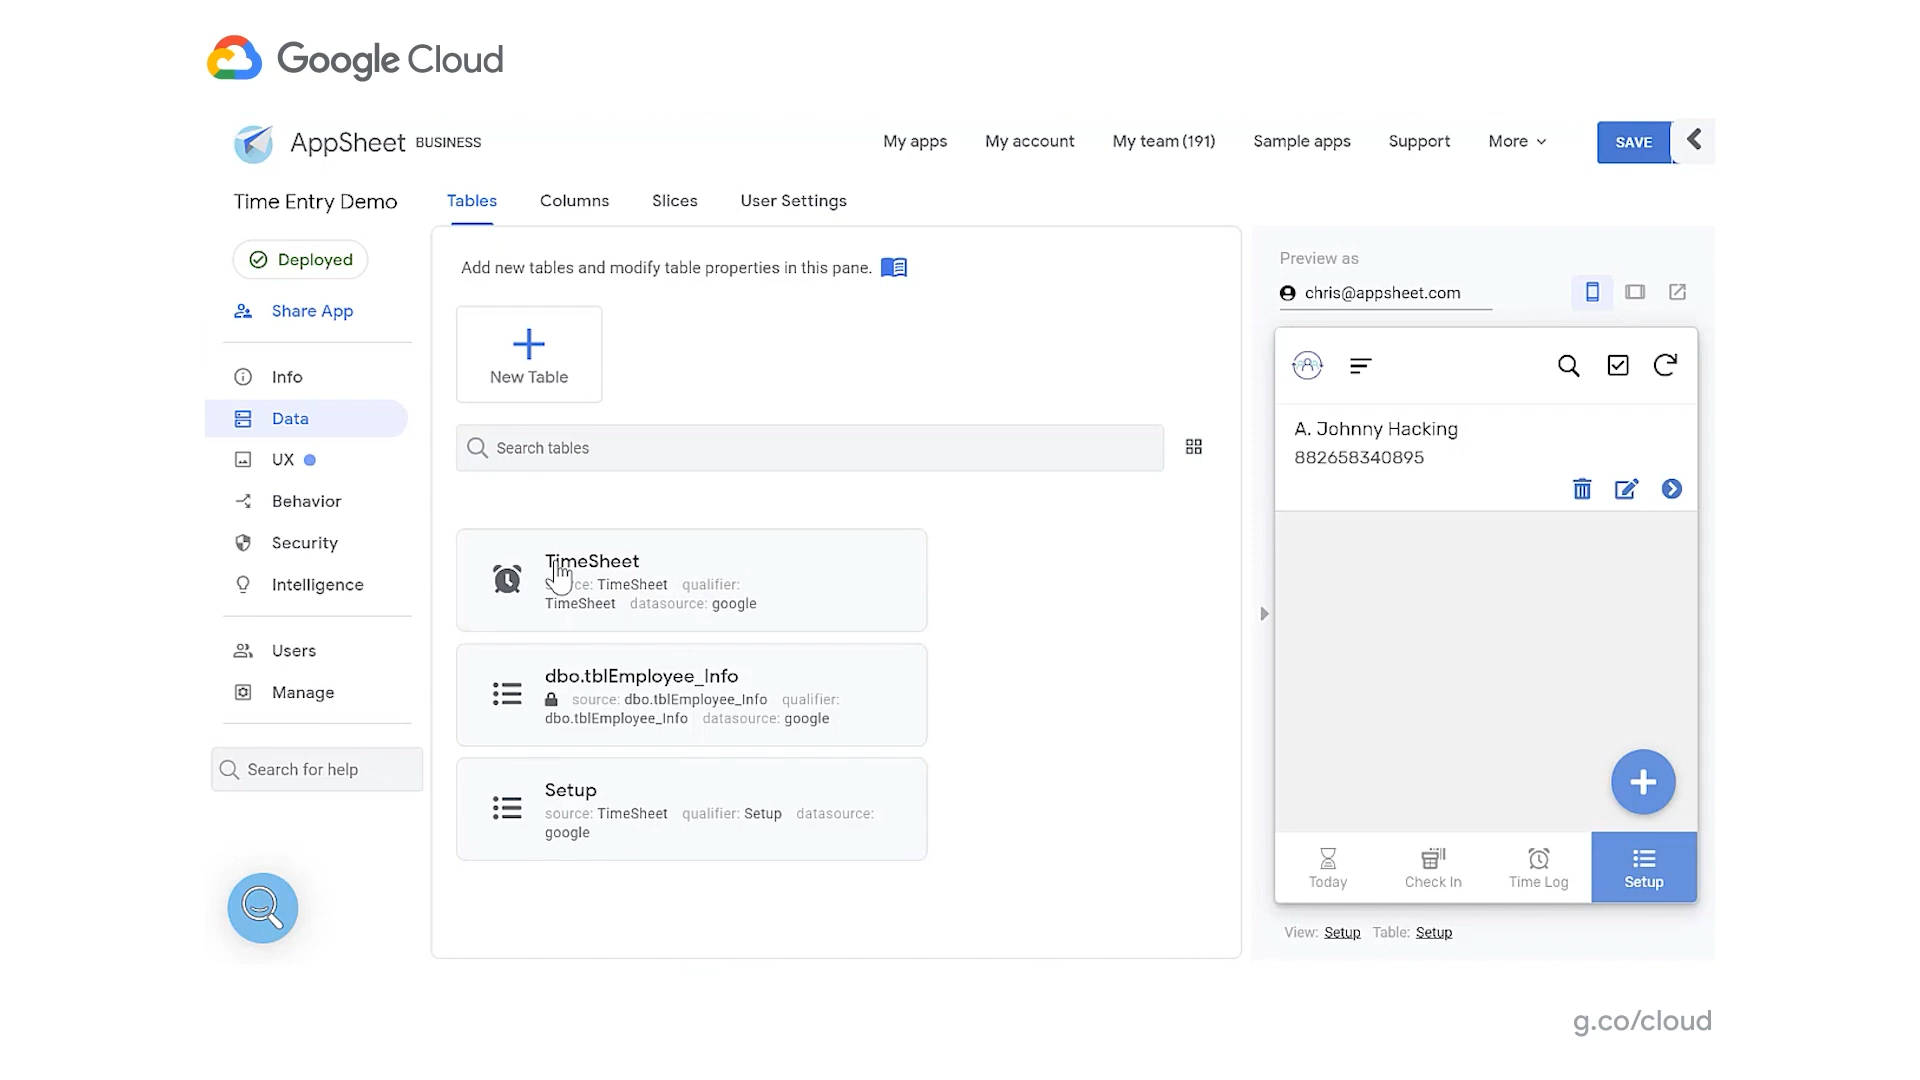 Google Cloud
AppSheet BUSINESS
My apps My account My team (191) Sample apps Support More SAVE
Time Entry Demo
Tables Columns Slices User Settings
Deployed
Share App
Info
Data
UX
Behavior
Security
Intelligence
Users
Manage
Search for help
Add new tables and modify table properties in this pane.
New Table
Search tables
TimeSheet
source: TimeSheet qualifier:
TimeSheet datasource: google
dbo.tblEmployee_Info
source: dbo.tblEmployee_Info qualifier:
dbo.tblEmployee_Info datasource: google
Setup
source: TimeSheet qualifier: Setup datasource:
google
Preview as
chris@appsheet.com
A. Johnny Hacking
882658340895
Today Check In Time Log Setup
View: Setup Table: Setup
g.co/cloud